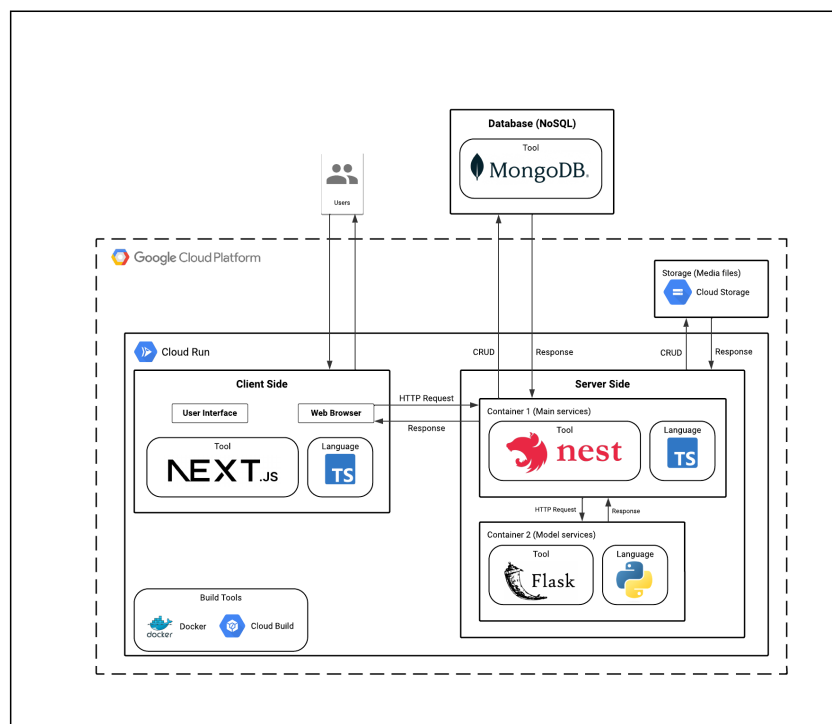 Database (NoSQL)
Tool
MongoDB®
Users
Google Cloud Platform
Storage (Media files)
Cloud Storage
Cloud Run
CRUD
Response
CRUD
Response
Client Side
Server Side
User Interface
Web Browser
HTTP Request
Response
Container 1 (Main services)
Tool
NEXT.JS
Language
TS
Tool
nest
Language
TS
HTTP Request
Response
Container 2 (Model services)
Tool
Flask
Language
Build Tools
docker
Docker
Cloud Build